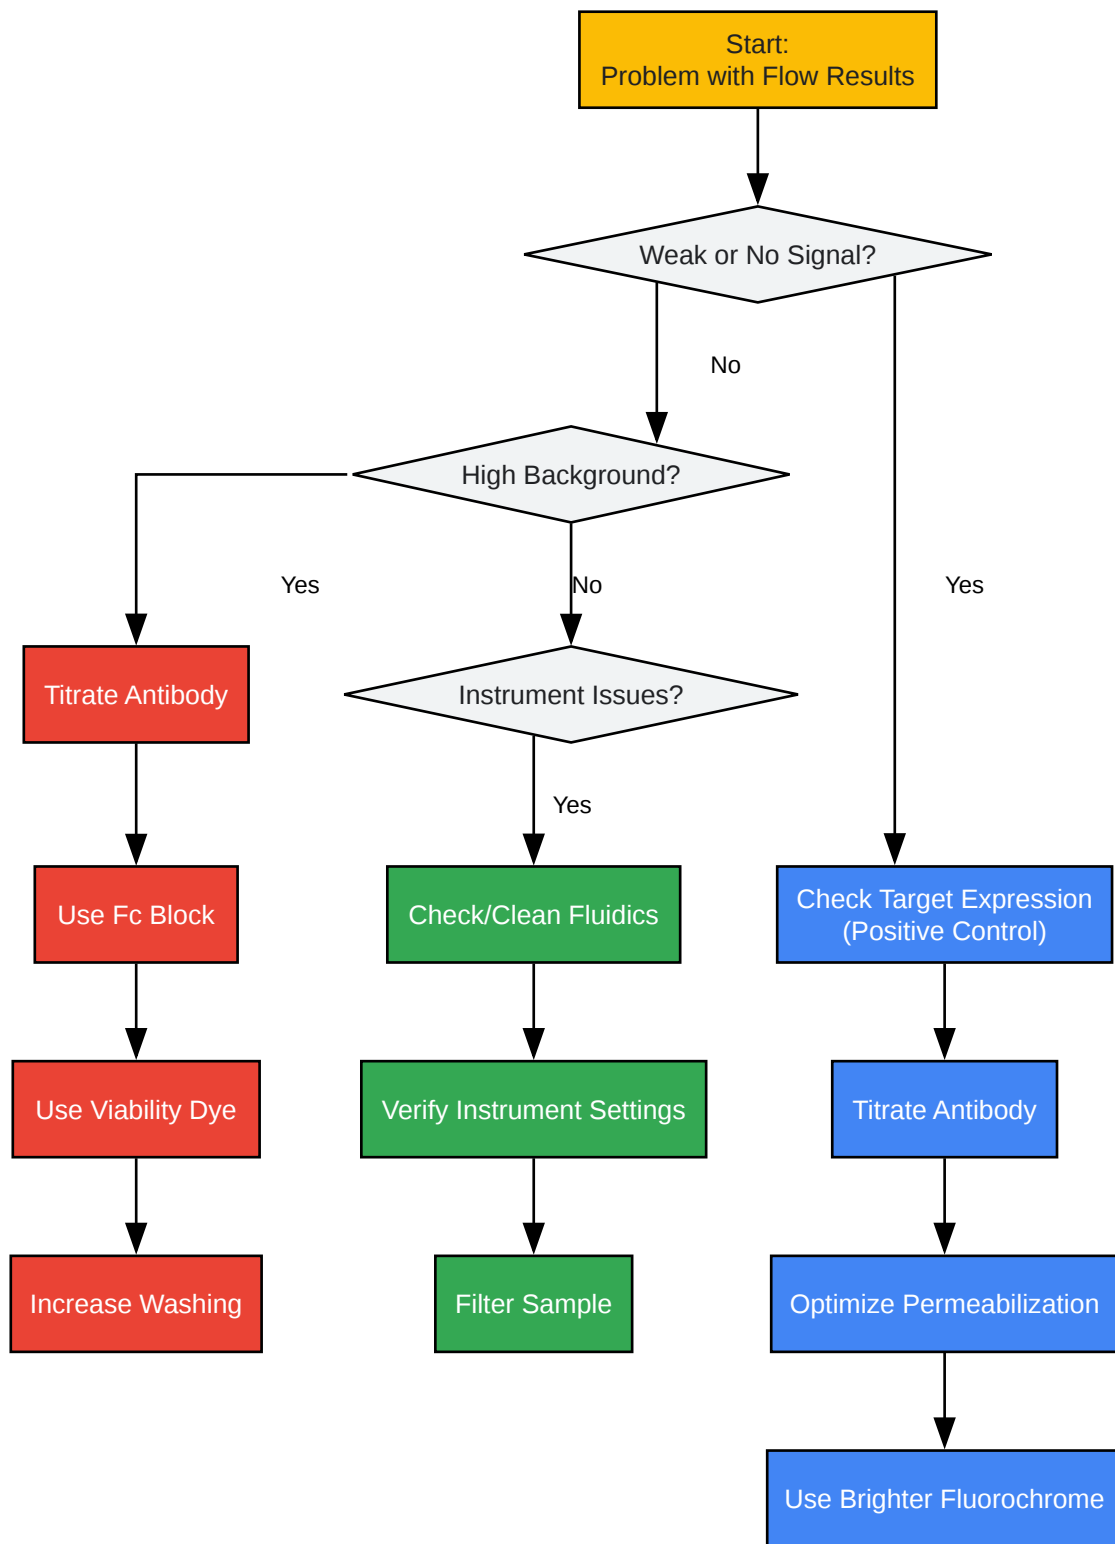 Start:
Problem with Flow Results
Weak or No Signal?
No
High Background?
Yes
No
Yes
Titrate Antibody
Instrument Issues?
Yes
Use Fc Block
Check/Clean Fluidics
Check Target Expression
(Positive Control)
Use Viability Dye
Verify Instrument Settings
Titrate Antibody
Increase Washing
Filter Sample
Optimize Permeabilization
Use Brighter Fluorochrome